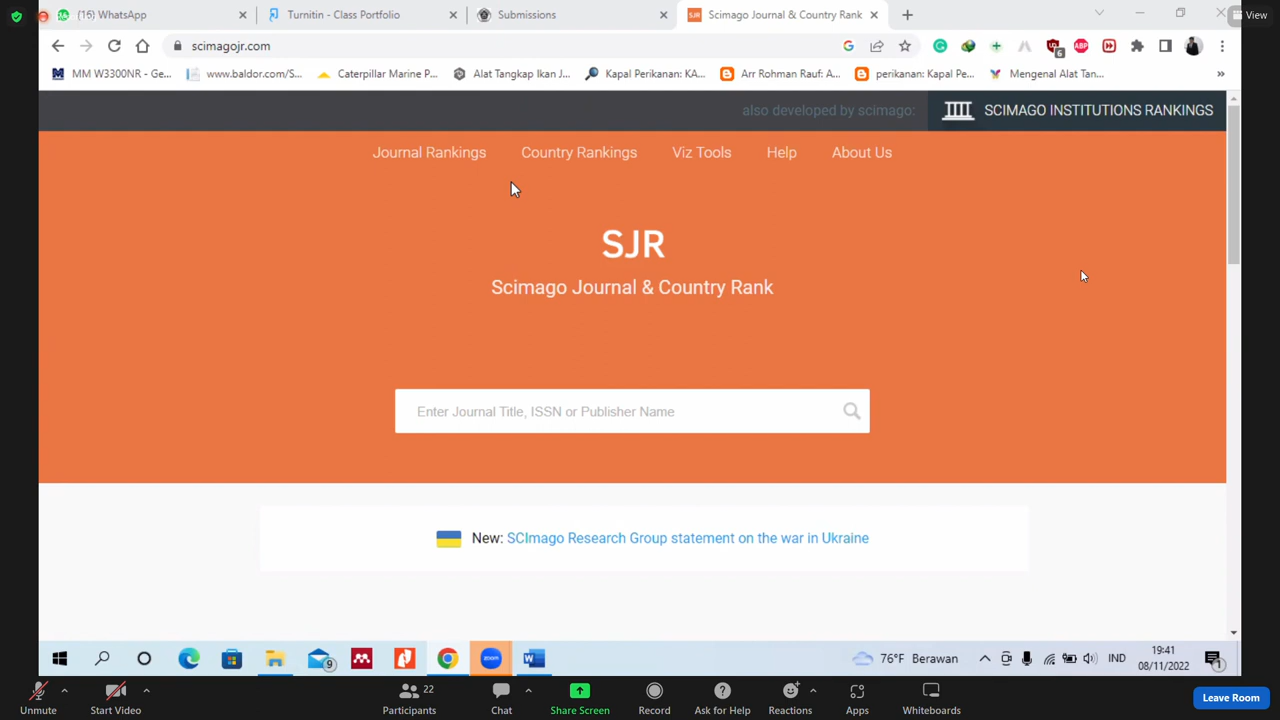 (16) WhatsApp
Turnitin - Class Portfolio
Submissions
Scimago Journal & Country Rank
View
scimagojr.com
MM W3300NR - Ge...
www.baldor.com/S...
Caterpillar Marine P...
Alat Tangkap Ikan J...
Kapal Perikanan: KA...
Arr Rohman Rauf: A...
perikanan: Kapal Pe...
Mengenal Alat Tan...
also developed by scimago:
SCIMAGO INSTITUTIONS RANKINGS
Journal Rankings
Country Rankings
Viz Tools
Help
About Us
SJR
Scimago Journal & Country Rank
Enter Journal Title, ISSN or Publisher Name
New: SCImago Research Group statement on the war in Ukraine
76°F Berawan
IND
19:41
08/11/2022
Unmute
Start Video
Participants 22
Chat
Share Screen
Record
Ask for Help
Reactions
Apps
Whiteboards
Leave Room